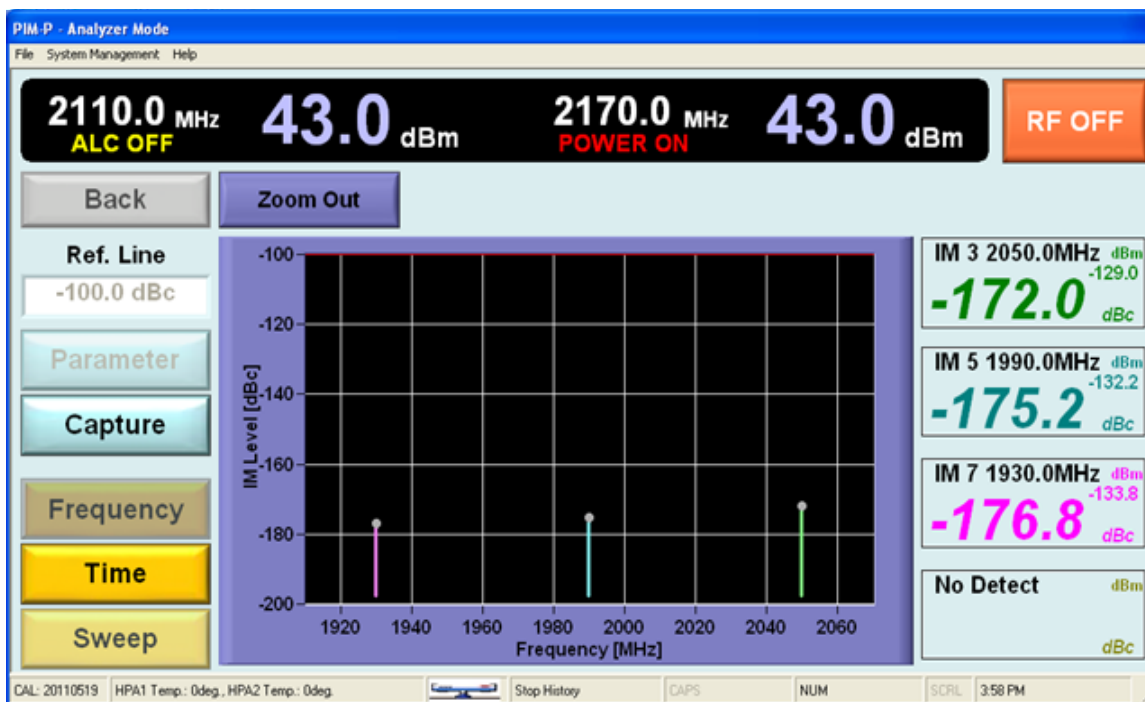 PIM-P - Analyzer Mode
File System Management Help
2110.0 MHz 43.0 dBm 2170.0 MHz 43.0 dBm RF OFF
ALC OFF POWER ON
Back Zoom Out
Ref. Line
-100.0 dBc
Parameter
Capture
Frequency
Time
Sweep
IM Level [dBc]
-100
-120
-140
-160
-180
-200
1920 1940 1960 1980 2000 2020 2040 2060
Frequency [MHz]
IM 3 2050.0MHz dBm
-129.0
-172.0 dBc
IM 5 1990.0MHz dBm
-132.2
-175.2 dBc
IM 7 1930.0MHz dBm
-133.8
-176.8 dBc
No Detect dBm
dBc
CAL: 20110519 HPA1 Temp.: 0deg., HPA2 Temp.: 0deg. Stop History CAPS NUM SCRL 3:58 PM